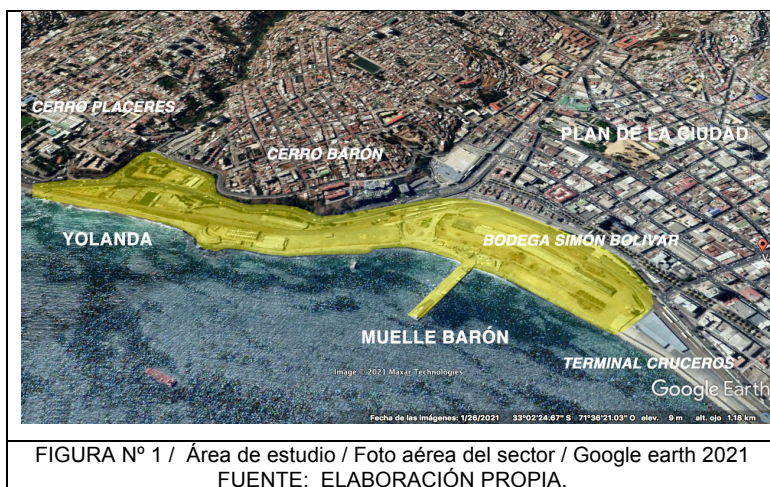 CERRO PLACERES
PLAN DE LA CIUDAD
CERRO BARÓN
YOLANDA
BODEGA SIMÓN BOLIVAR
MUELLE BARÓN
TERMINAL CRUCEROS
Image © 2021 Maxar Technologies
Google Earth
Fecha de las imágenes: 1/26/2021 33°02'24.67" S 71°36'21.03" O elev. 9 m alt. ojo 1.18 km
FIGURA Nº 1 / Área de estudio / Foto aérea del sector / Google earth 2021
FUENTE: ELABORACIÓN PROPIA.